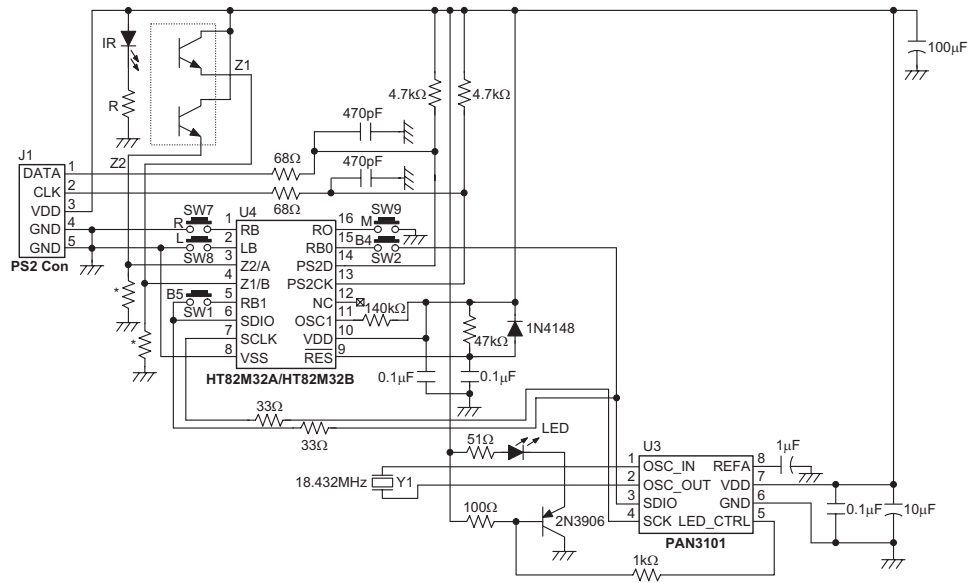 100µF
IR
Z1
4.7kΩ
4.7kΩ
R
470pF
J1
Z2
68Ω
470pF
DATA 1
CLK 2
VDD 3
GND 4
GND 5
PS2 Con
68Ω
SW7
U4
SW9
R
1 RB
RO 16
M
L
2 LB
RB0 15
B4
SW8
SW2
3 Z2/A
PS2D 14
4 Z1/B
PS2CK 13
B5
5 RB1
NC 12
SW1
6 SDIO
OSC1 11
140kΩ
7 SCLK
VDD 10
8 VSS
RES 9
47kΩ
1N4148
*
*
HT82M32A/HT82M32B
0.1µF
0.1µF
33Ω
33Ω
51Ω
LED
U3
1µF
18.432MHz
Y1
1 OSC_IN
REFA 8
2 OSC_OUT
VDD 7
3 SDIO
GND 6
4 SCK
LED_CTRL 5
PAN3101
100Ω
2N3906
0.1µF
10µF
1kΩ